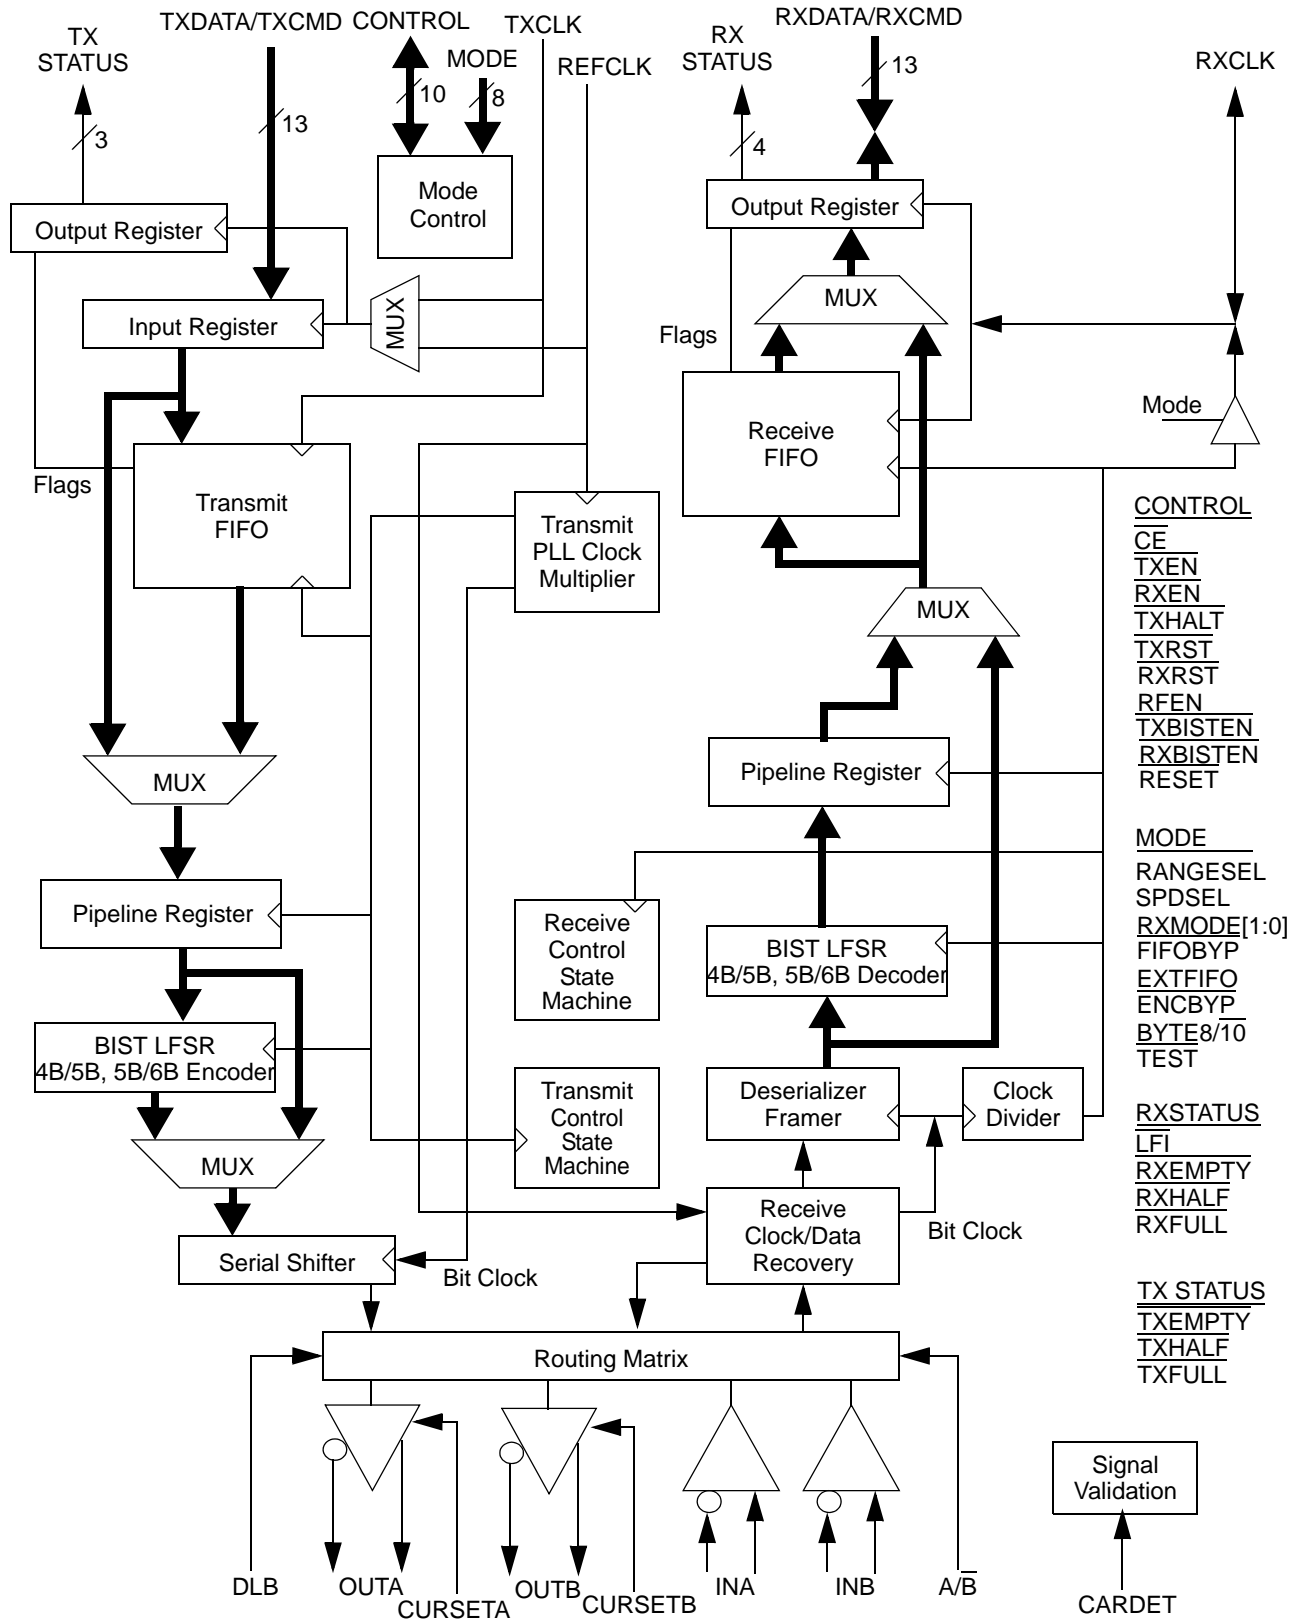 TX
STATUS
TXDATA/TXCMD
CONTROL
MODE
TXCLK
REFCLK
RX
STATUS
RXDATA/RXCMD
RXCLK
3
13
10
8
4
13
Output Register
Mode
Control
Input Register
MUX
Flags
Transmit
FIFO
Transmit
PLL Clock
Multiplier
MUX
Pipeline Register
BIST LFSR
4B/5B, 5B/6B Encoder
MUX
Serial Shifter
Bit Clock
Output Register
MUX
Flags
Receive
FIFO
Mode
MUX
Pipeline Register
Receive
Control
State
Machine
BIST LFSR
4B/5B, 5B/6B Decoder
Transmit
Control
State
Machine
Deserializer
Framer
Clock
Divider
Receive
Clock/Data
Recovery
Bit Clock
Routing Matrix
DLB
OUTA
CURSETA
OUTB
CURSETB
INA
INB
A/B̅
Signal
Validation
CARDET
CONTROL
CE
TXEN
RXEN
TXHALT
TXRST
RXRST
RFEN
TXBISTEN
RXBISTEN
RESET
MODE
RANGESEL
SPDSEL
RXMODE[1:0]
FIFOBYP
EXTFIFO
ENCBYP
BYTE8/10
TEST
RXSTATUS
LFI
RXEMPTY
RXHALF
RXFULL
TX STATUS
TXEMPTY
TXHALF
TXFULL